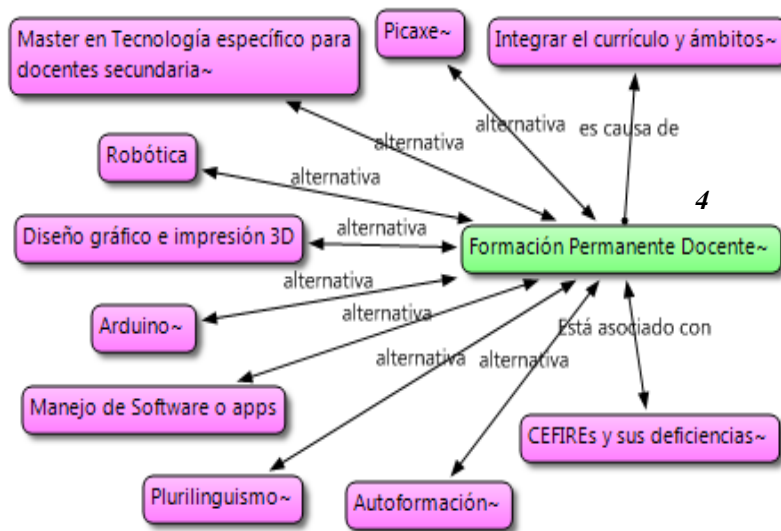 Master en Tecnología específico para
docentes secundaria~
Picaxe~
Integrar el currículo y ámbitos~
alternativa
alternativa
es causa de
Robótica
alternativa
4
Diseño gráfico e impresión 3D
alternativa
Formación Permanente Docente~
alternativa
Arduino~
alternativa
Está asociado con
alternativa
alternativa
Manejo de Software o apps
CEFIREs y sus deficiencias~
Plurilinguismo~
Autoformación~